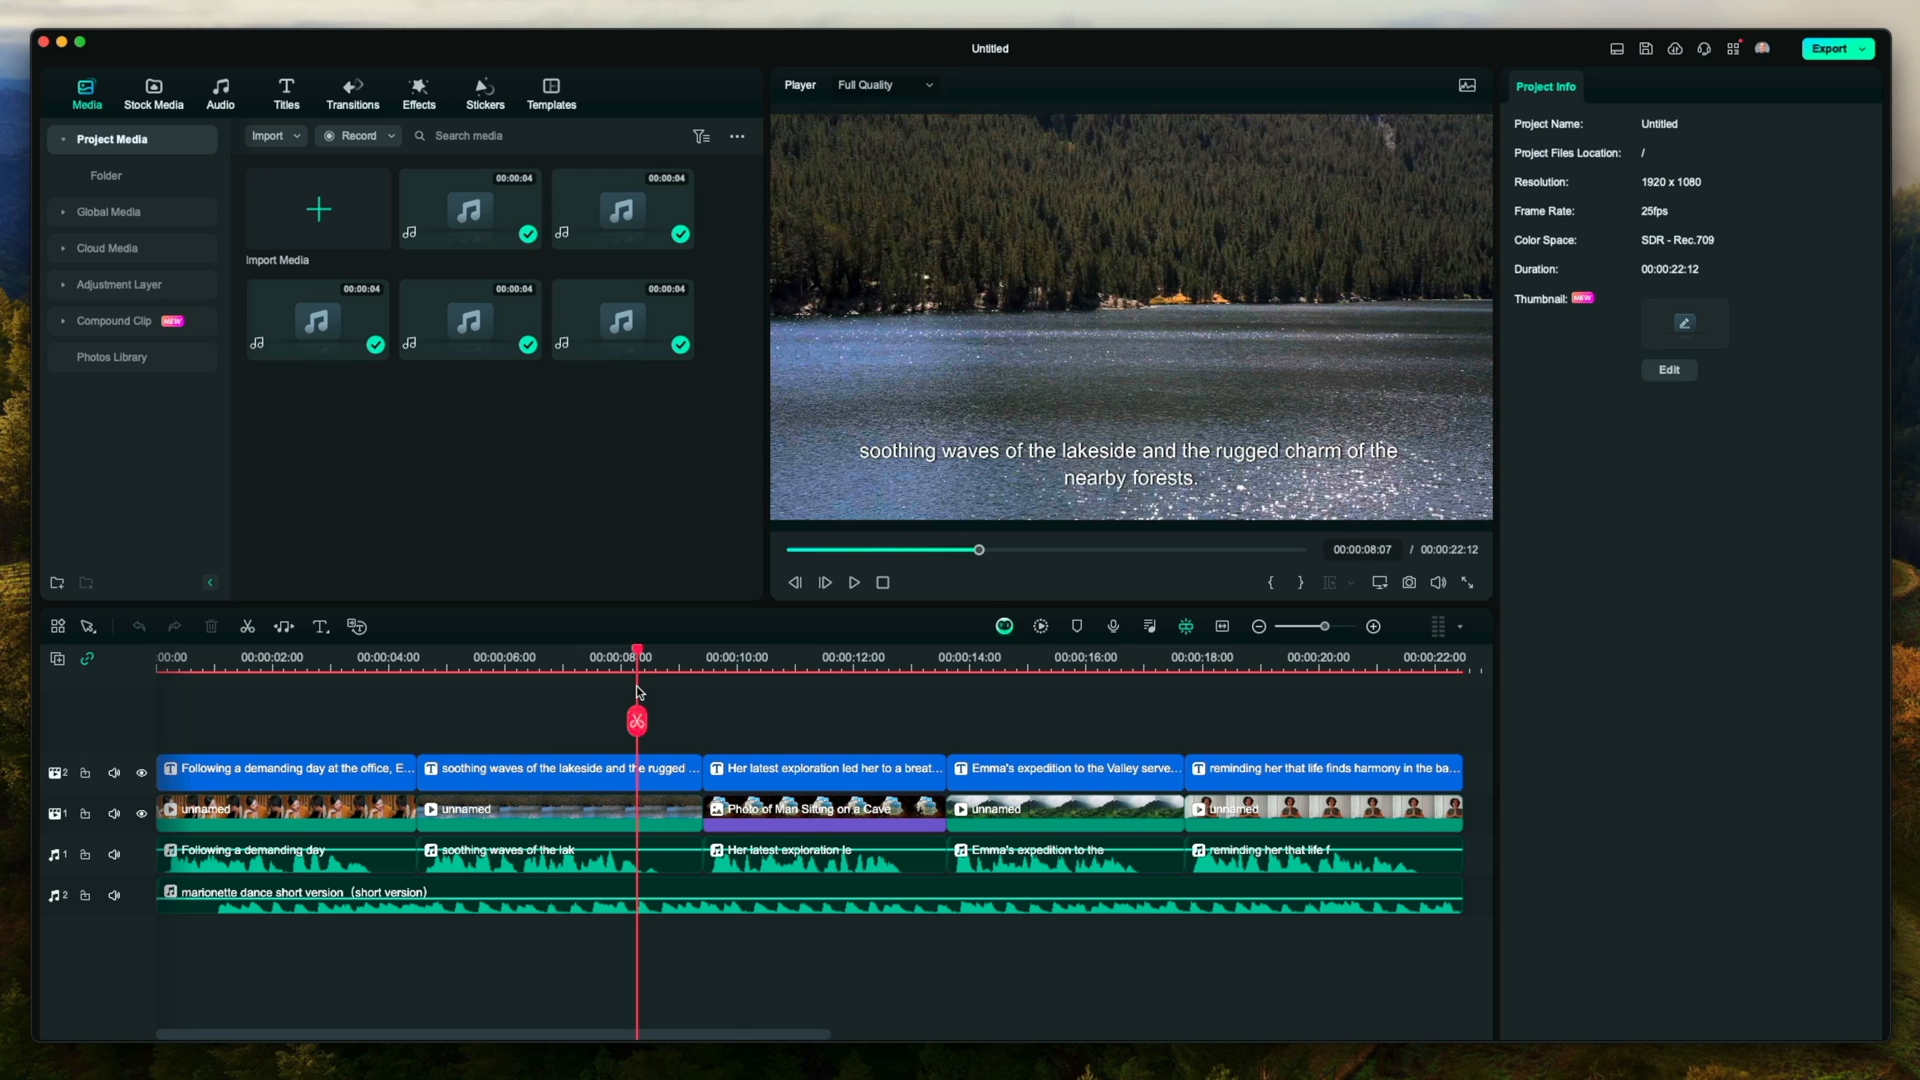 Untitled
Export
Media
Stock Media
Audio
Titles
Transitions
Effects
Stickers
Templates
Project Media
Folder
Global Media
Cloud Media
Adjustment Layer
Compound Clip NEW
Photos Library
Import
Record
Search media
00:00:04
00:00:04
Import Media
00:00:04
00:00:04
00:00:04
Player
Full Quality
soothing waves of the lakeside and the rugged charm of the
nearby forests.
00:00:08:07 / 00:00:22:12
Project Info
Project Name: Untitled
Project Files Location: /
Resolution: 1920 x 1080
Frame Rate: 25fps
Color Space: SDR - Rec.709
Duration: 00:00:22:12
Thumbnail: NEW
Edit
:00:00
00:00:02:00
00:00:04:00
00:00:06:00
00:00:08:00
00:00:10:00
00:00:12:00
00:00:14:00
00:00:16:00
00:00:18:00
00:00:20:00
00:00:22:00
2
T Following a demanding day at the office, E...
T soothing waves of the lakeside and the rugged ...
T Her latest exploration led her to a breat...
T Emma's expedition to the Valley serve...
T reminding her that life finds harmony in the ba...
1
unnamed
unnamed
Photo of Man Sitting on a Cave
unnamed
unnamed
1
Following a demanding day
soothing waves of the lak
Her latest exploration le
Emma's expedition to the
reminding her that life f
2
marionette dance short version (short version)